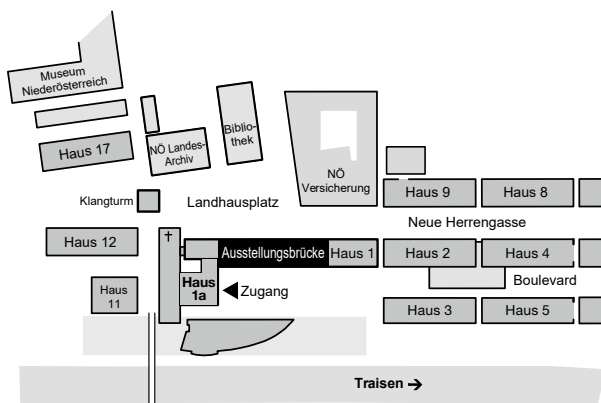 Museum
Niederösterreich
Haus 17
NÖ Landes-
Archiv
Biblio-
thek
NÖ
Versicherung
Haus 9
Haus 8
Klangturm
Landhausplatz
Neue Herrengasse
Haus 12
✝
Ausstellungsbrücke
Haus 1
Haus 2
Haus 4
Haus
11
Haus
1a
Zugang
Boulevard
Haus 3
Haus 5
Traisen →